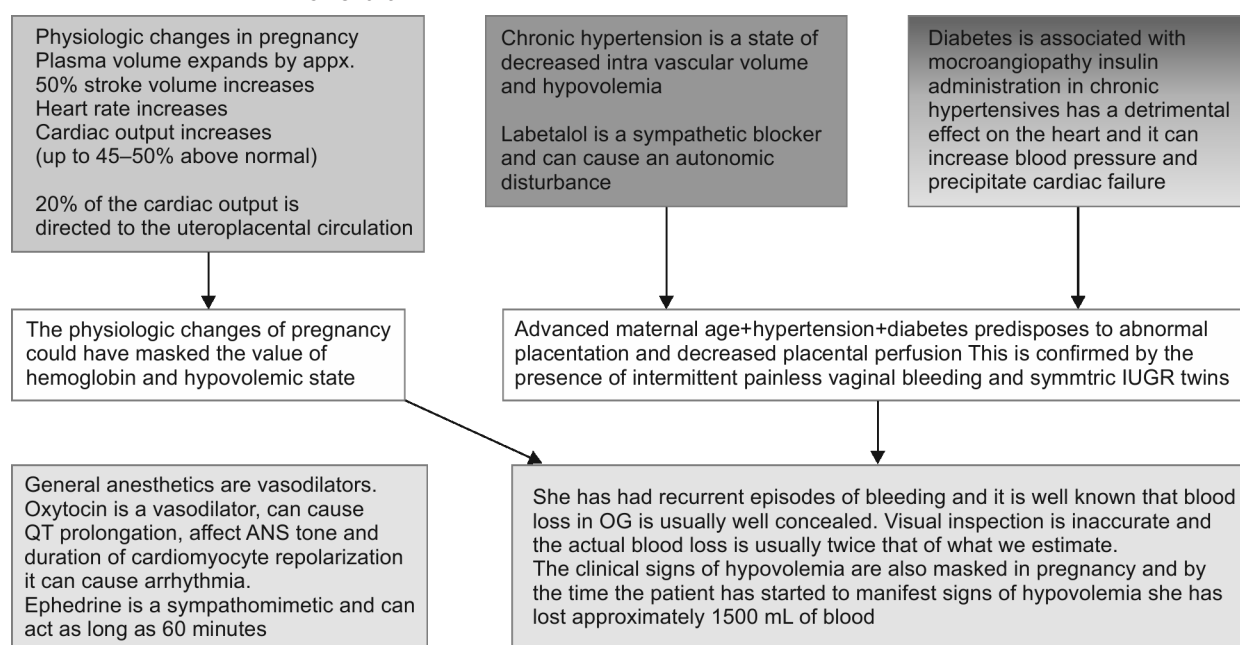 Physiologic changes in pregnancy
Plasma volume expands by appx.
50% stroke volume increases
Heart rate increases
Cardiac output increases
(up to 45–50% above normal)
20% of the cardiac output is
directed to the uteroplacental circulation
Chronic hypertension is a state of
decreased intra vascular volume
and hypovolemia
Labetalol is a sympathetic blocker
and can cause an autonomic
disturbance
Diabetes is associated with
mocroangiopathy insulin
administration in chronic
hypertensives has a detrimental
effect on the heart and it can
increase blood pressure and
precipitate cardiac failure
The physiologic changes of pregnancy
could have masked the value of
hemoglobin and hypovolemic state
Advanced maternal age+hypertension+diabetes predisposes to abnormal
placentation and decreased placental perfusion This is confirmed by the
presence of intermittent painless vaginal bleeding and symmtric IUGR twins
General anesthetics are vasodilators.
Oxytocin is a vasodilator, can cause
QT prolongation, affect ANS tone and
duration of cardiomyocyte repolarization
it can cause arrhythmia.
Ephedrine is a sympathomimetic and can
act as long as 60 minutes
She has had recurrent episodes of bleeding and it is well known that blood
loss in OG is usually well concealed. Visual inspection is inaccurate and
the actual blood loss is usually twice that of what we estimate.
The clinical signs of hypovolemia are also masked in pregnancy and by
the time the patient has started to manifest signs of hypovolemia she has
lost approximately 1500 mL of blood